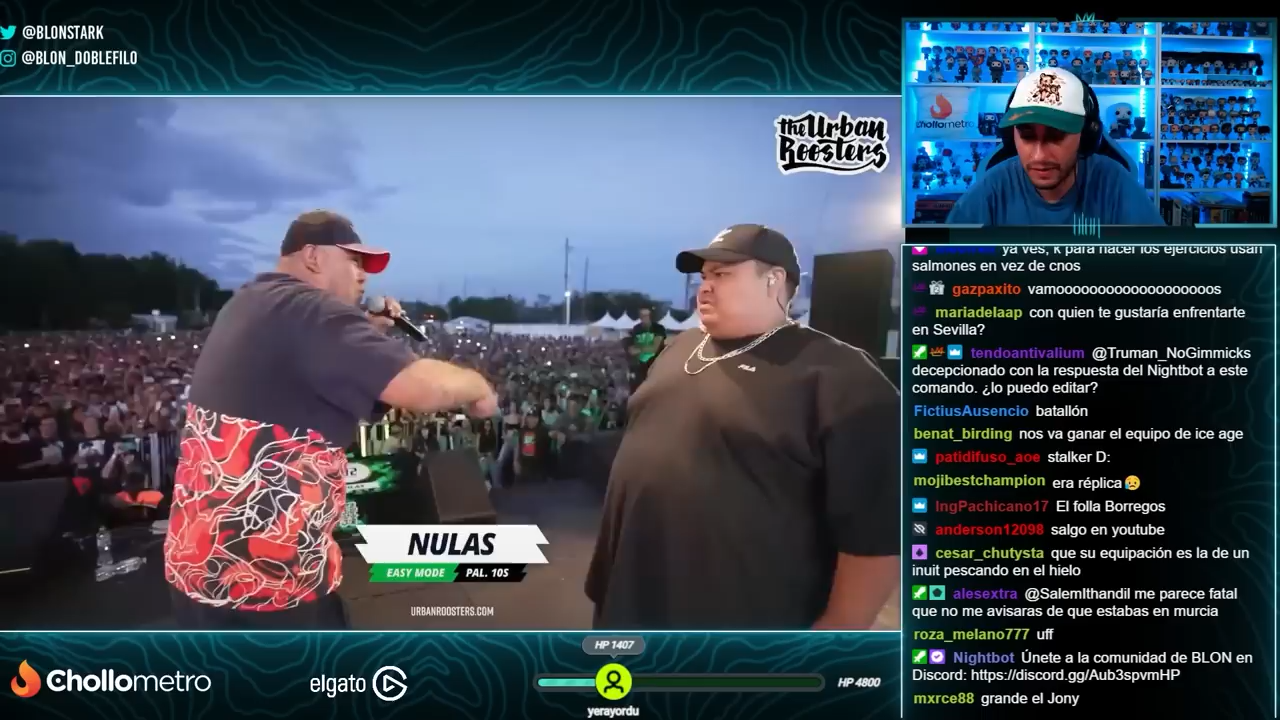 @BLONSTARK
@BLON_DOBLEFILO
the Urban
Roosters
Chollometro
FILA
NULAS
EASY MODE PAL. 10S
URBANROOSTERS.COM
ya ves, k para hacer los ejercicios usan
salmones en vez de cnos
gazpaxito vamoooooooooooooooooos
mariadelaap con quien te gustaría enfrentarte
en Sevilla?
tendoantivalium @Truman_NoGimmicks
decepcionado con la respuesta del Nightbot a este
comando. ¿lo puedo editar?
FictiusAusencio batallón
benat_birding nos va ganar el equipo de ice age
patidifuso_aoe stalker D:
mojibestchampion era réplica😥
IngPachicano17 El folla Borregos
anderson12098 salgo en youtube
cesar_chutysta que su equipación es la de un
inuit pescando en el hielo
alesextra @SalemIthandil me parece fatal
que no me avisaras de que estabas en murcia
roza_melano777 uff
Nightbot Únete a la comunidad de BLON en
Discord: https://discord.gg/Aub3spvmHP
mxrce88 grande el Jony
Chollometro
elgato
HP 1407
HP 4800
yerayordu